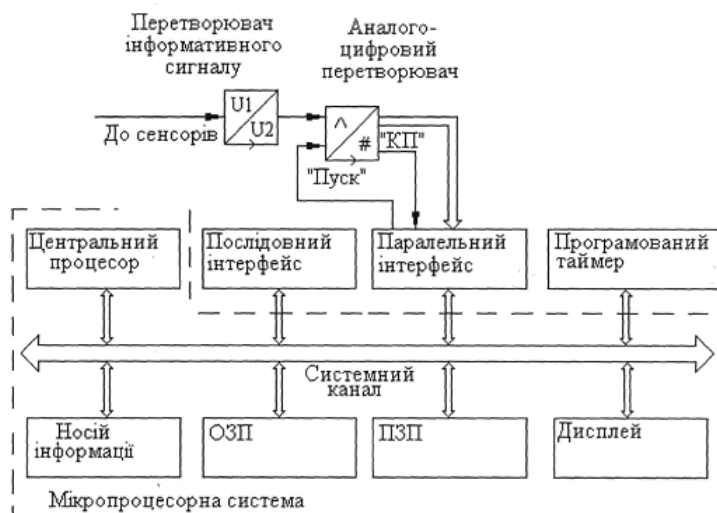 Перетворювач
інформативного
сигналу
Аналого-
цифровий
перетворювач
U1
U2
До сенсорів
^
#
"КП"
"Пуск"
Центральний
процесор
Послідовний
інтерфейс
Паралельний
інтерфейс
Програмований
таймер
Системний
канал
Носій
інформації
ОЗП
ПЗП
Дисплей
Мікропроцесорна система